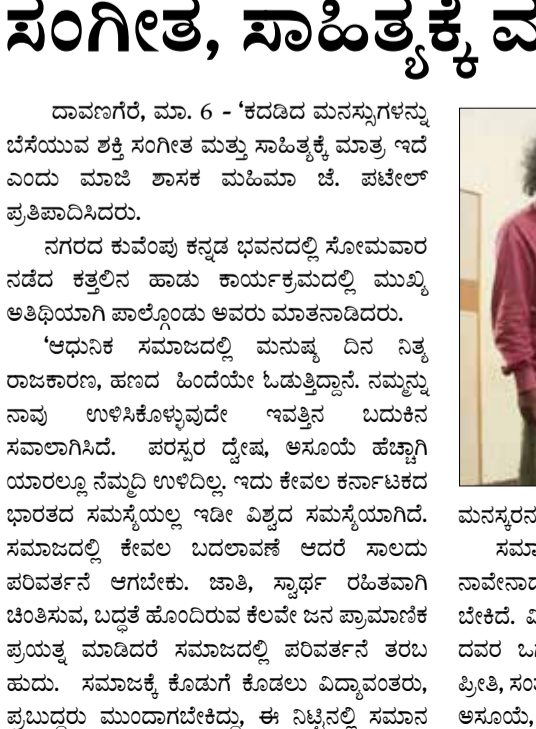 ಸಂಗೀತ, ಸಾಹಿತ್ಯಕ್ಕೆ
ದಾವಣಗೆರೆ, ಮಾ. 6 - ‘ಕದಡಿದ ಮನಸ್ಸುಗಳನ್ನು
ಬೆಸೆಯುವ ಶಕ್ತಿ ಸಂಗೀತ ಮತ್ತು ಸಾಹಿತ್ಯಕ್ಕೆ ಮಾತ್ರ ಇದೆ
ಎಂದು ಮಾಜಿ ಶಾಸಕ ಮಹಿಮಾ ಜೆ. ಪಟೇಲ್
ಪ್ರತಿಪಾದಿಸಿದರು.
ನಗರದ ಕುವೆಂಪು ಕನ್ನಡ ಭವನದಲ್ಲಿ ಸೋಮವಾರ
ನಡೆದ ಕತ್ತಲಿನ ಹಾಡು ಕಾರ್ಯಕ್ರಮದಲ್ಲಿ ಮುಖ್ಯ
ಅತಿಥಿಯಾಗಿ ಪಾಲ್ಗೊಂಡು ಅವರು ಮಾತನಾಡಿದರು.
‘ಆಧುನಿಕ ಸಮಾಜದಲ್ಲಿ ಮನುಷ್ಯ ದಿನ ನಿತ್ಯ
ರಾಜಕಾರಣ, ಹಣದ ಹಿಂದೆಯೇ ಓಡುತ್ತಿದ್ದಾನೆ. ನಮ್ಮನ್ನು
ನಾವು ಉಳಿಸಿಕೊಳ್ಳುವುದೇ ಇವತ್ತಿನ ಬದುಕಿನ
ಸವಾಲಾಗಿಸಿದೆ. ಪರಸ್ಪರ ದ್ವೇಷ, ಅಸೂಯೆ ಹೆಚ್ಚಾಗಿ
ಯಾರಲ್ಲೂ ನೆಮ್ಮದಿ ಉಳಿದಿಲ್ಲ. ಇದು ಕೇವಲ ಕರ್ನಾಟಕದ
ಭಾರತದ ಸಮಸ್ಯೆಯಲ್ಲ ಇಡೀ ವಿಶ್ವದ ಸಮಸ್ಯೆಯಾಗಿದೆ.
ಸಮಾಜದಲ್ಲಿ ಕೇವಲ ಬದಲಾವಣೆ ಆದರೆ ಸಾಲದು
ಪರಿವರ್ತನೆ ಆಗಬೇಕು. ಜಾತಿ, ಸ್ವಾರ್ಥ ರಹಿತವಾಗಿ
ಚಿಂತಿಸುವ, ಬದ್ಧತೆ ಹೊಂದಿರುವ ಕೆಲವೇ ಜನ ಪ್ರಾಮಾಣಿಕ
ಪ್ರಯತ್ನ ಮಾಡಿದರೆ ಸಮಾಜದಲ್ಲಿ ಪರಿವರ್ತನೆ ತರಬ
ಹುದು. ಸಮಾಜಕ್ಕೆ ಕೊಡುಗೆ ಕೊಡಲು ವಿದ್ಯಾವಂತರು,
ಪ್ರಬುದ್ಧರು ಮುಂದಾಗಬೇಕಿದ್ದು, ಈ ನಿಟ್ಟಿನಲ್ಲಿ ಸಮಾನ
ಬೇಕಿದೆ.
ದವರ
ಪ್ರೀತಿ,
ಅಸೂಯೆ,